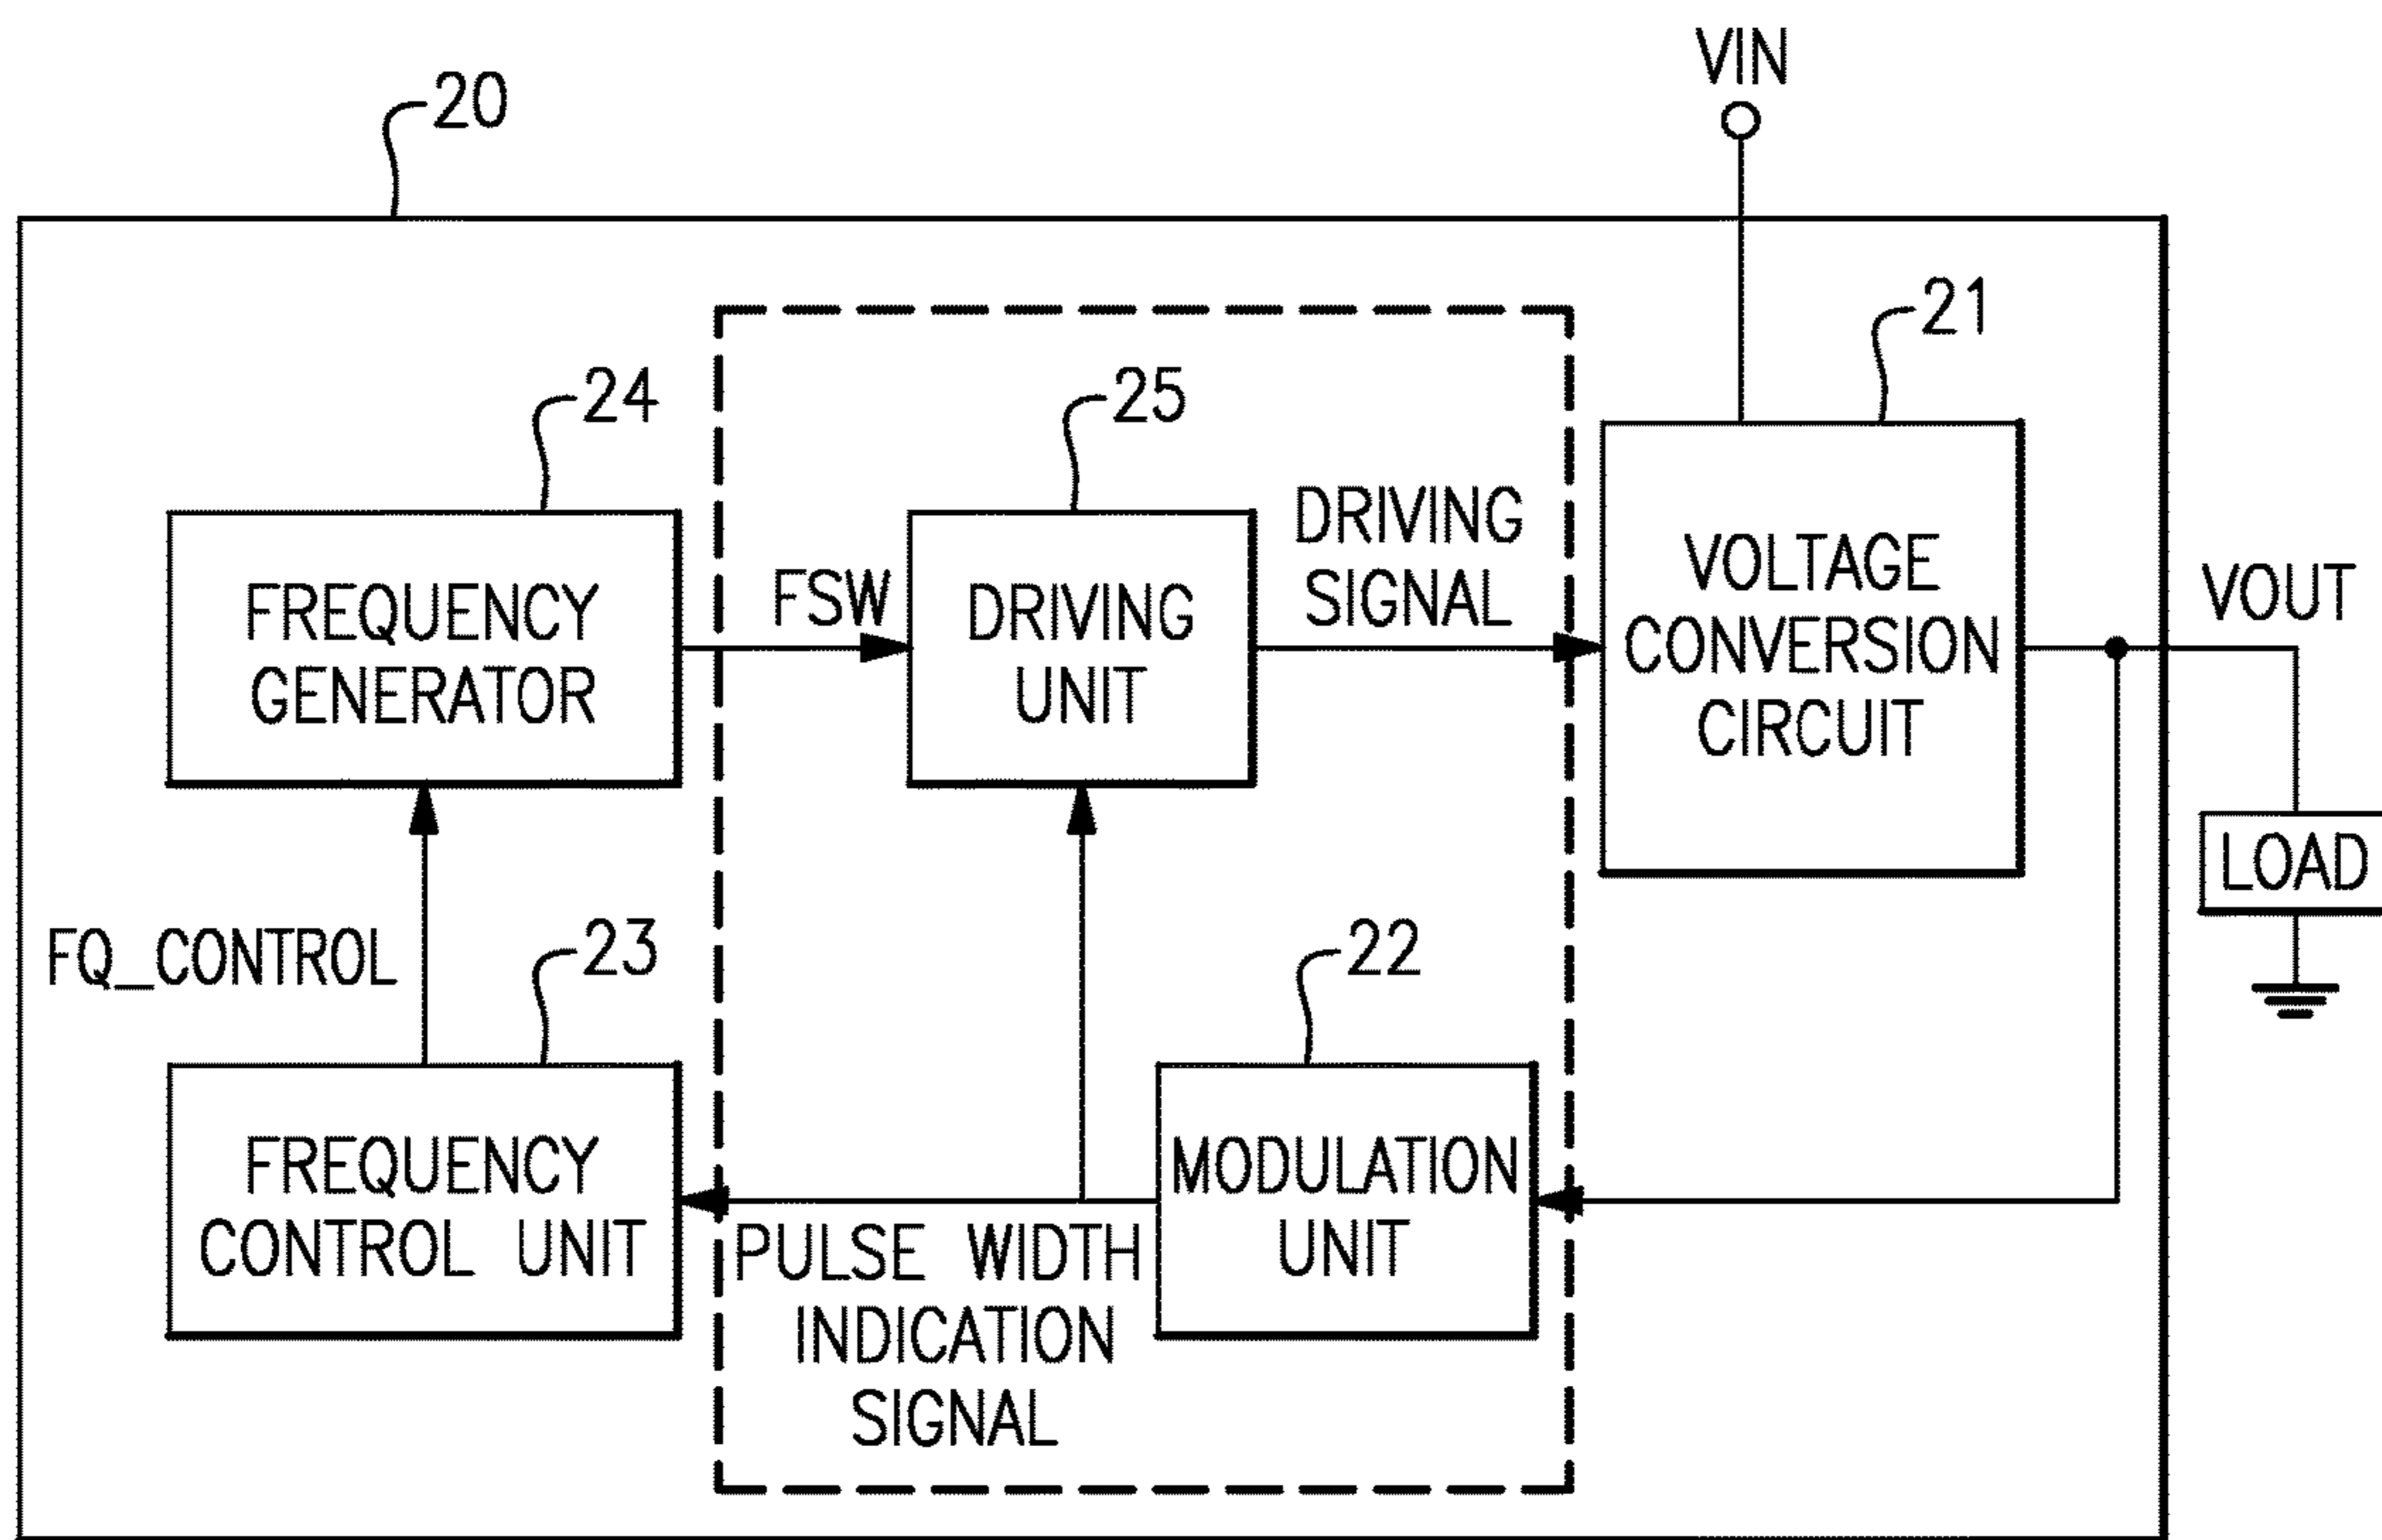 VIN
20
21
24
25
FREQUENCY
GENERATOR
FSW
DRIVING
UNIT
DRIVING
SIGNAL
VOLTAGE
CONVERSION
CIRCUIT
VOUT
LOAD
FQ_CONTROL
23
22
FREQUENCY
CONTROL UNIT
PULSE WIDTH
INDICATION
SIGNAL
MODULATION
UNIT